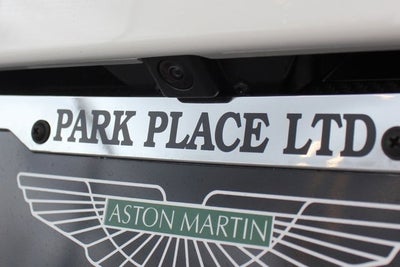 PARK PLACE LTD
ASTON MARTIN